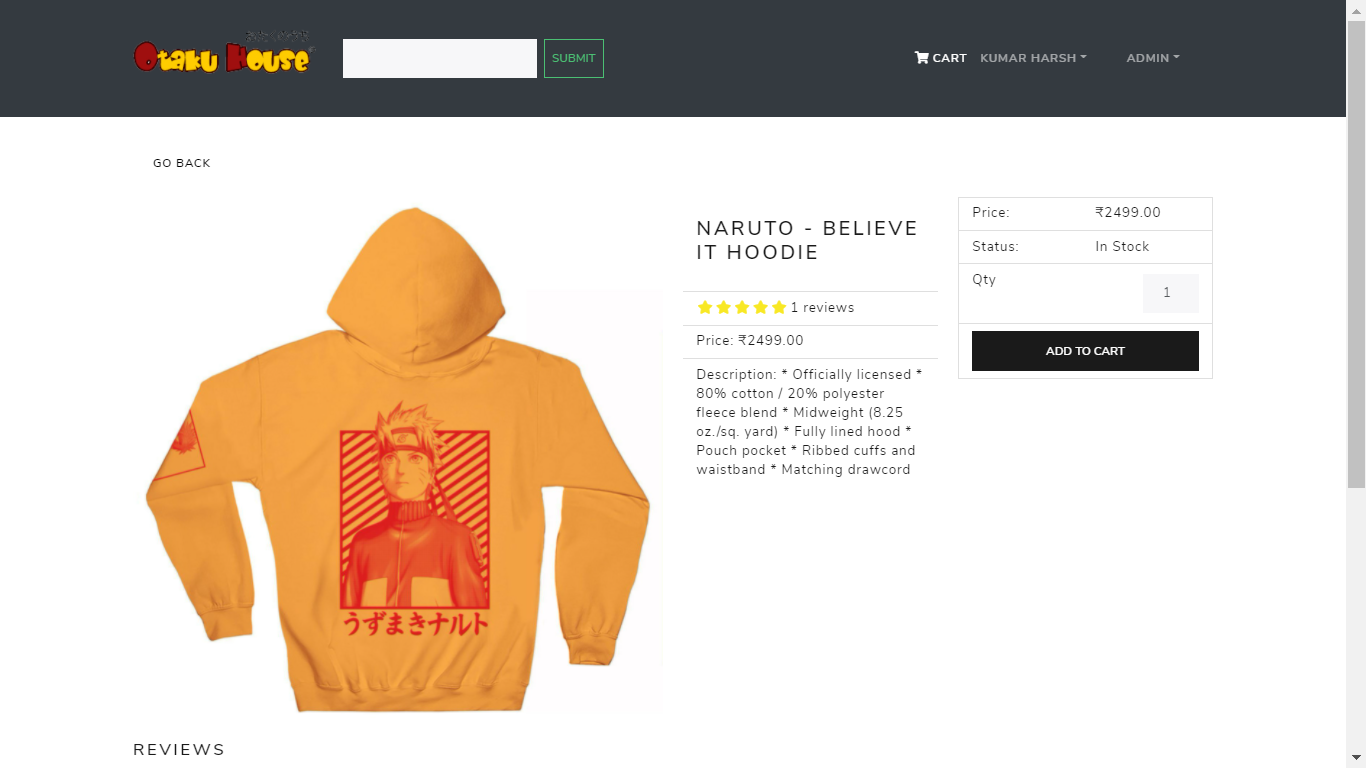 Otaku House
SUBMIT
CART
KUMAR HARSH
ADMIN
GO BACK
NARUTO - BELIEVE
IT HOODIE
1 reviews
Price: ₹2499.00
Description: * Officially licensed *
80% cotton / 20% polyester
fleece blend * Midweight (8.25
oz./sq. yard) * Fully lined hood *
Pouch pocket * Ribbed cuffs and
waistband * Matching drawcord
Price: ₹2499.00
Status: In Stock
Qty 1
ADD TO CART
うずまきナルト
REVIEWS